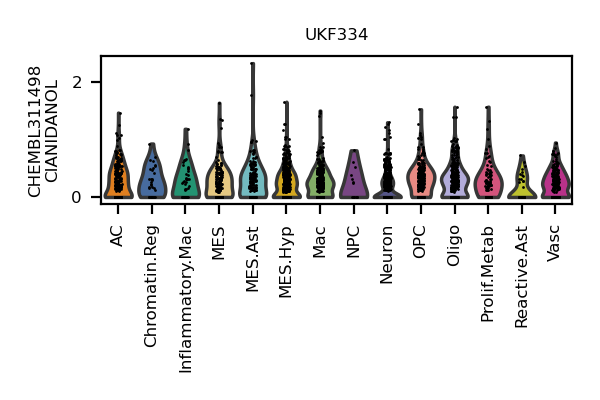 UKF334
CHEMBL311498
CIANIDANOL
2
0
AC
Chromatin.Reg
Inflammatory.Mac
MES
MES.Ast
MES.Hyp
Mac
NPC
Neuron
OPC
Oligo
Prolif.Metab
Reactive.Ast
Vasc